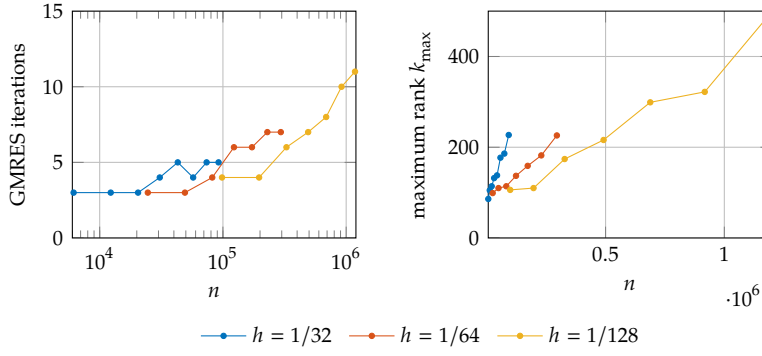 GMRES iterations
15
10
5
0
10^4
10^5
10^6
n
maximum rank k_max
400
200
0
0.5
1
n
·10^6
h = 1/32
h = 1/64
h = 1/128